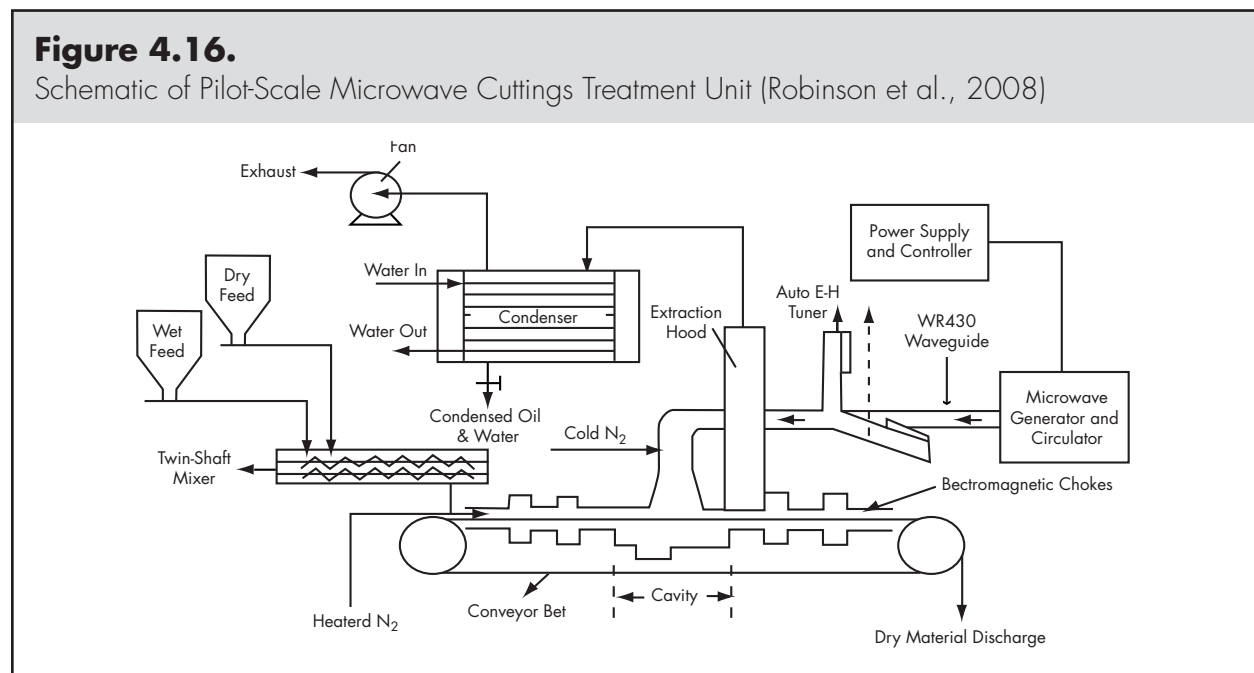 Figure 4.16.
Schematic of Pilot-Scale Microwave Cuttings Treatment Unit (Robinson et al., 2008)
Fan
Exhaust
Power Supply
and Controller
Water In
Dry
Feed
Auto E-H
Tuner
Condenser
Extraction
Hood
WR430
Waveguide
Wet
Feed
Water Out
Microwave
Generator and
Circulator
Condensed Oil
& Water
Cold N2
Twin-Shaft
Mixer
Bectromagnetic Chokes
Cavity
Conveyor Bet
Heaterd N2
Dry Material Discharge